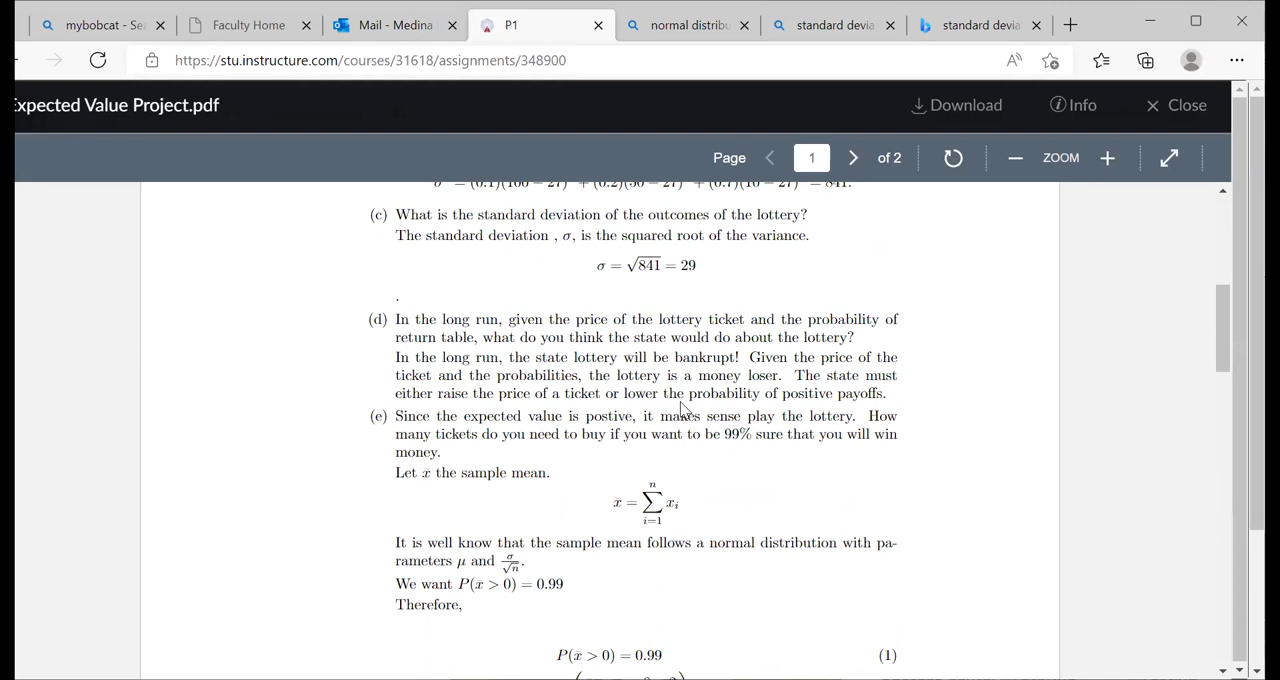 mybobcat - Sea
Faculty Home
Mail - Medina
P1
normal distribu
standard devia
standard devia
https://stu.instructure.com/courses/31618/assignments/348900
Expected Value Project.pdf
Download
Info
Close
Page
1
of 2
ZOOM
(c) What is the standard deviation of the outcomes of the lottery?
The standard deviation , σ, is the squared root of the variance.
σ = √841 = 29
.
(d) In the long run, given the price of the lottery ticket and the probability of
return table, what do you think the state would do about the lottery?
In the long run, the state lottery will be bankrupt! Given the price of the
ticket and the probabilities, the lottery is a money loser. The state must
either raise the price of a ticket or lower the probability of positive payoffs.
(e) Since the expected value is postive, it makes sense play the lottery. How
many tickets do you need to buy if you want to be 99% sure that you will win
money.
Let x̄ the sample mean.
x̄ = ∑ᵢ₌₁ⁿ xᵢ
It is well know that the sample mean follows a normal distribution with pa-
rameters μ and σ/√n.
We want P(x̄ > 0) = 0.99
Therefore,
P(x̄ > 0) = 0.99 (1)